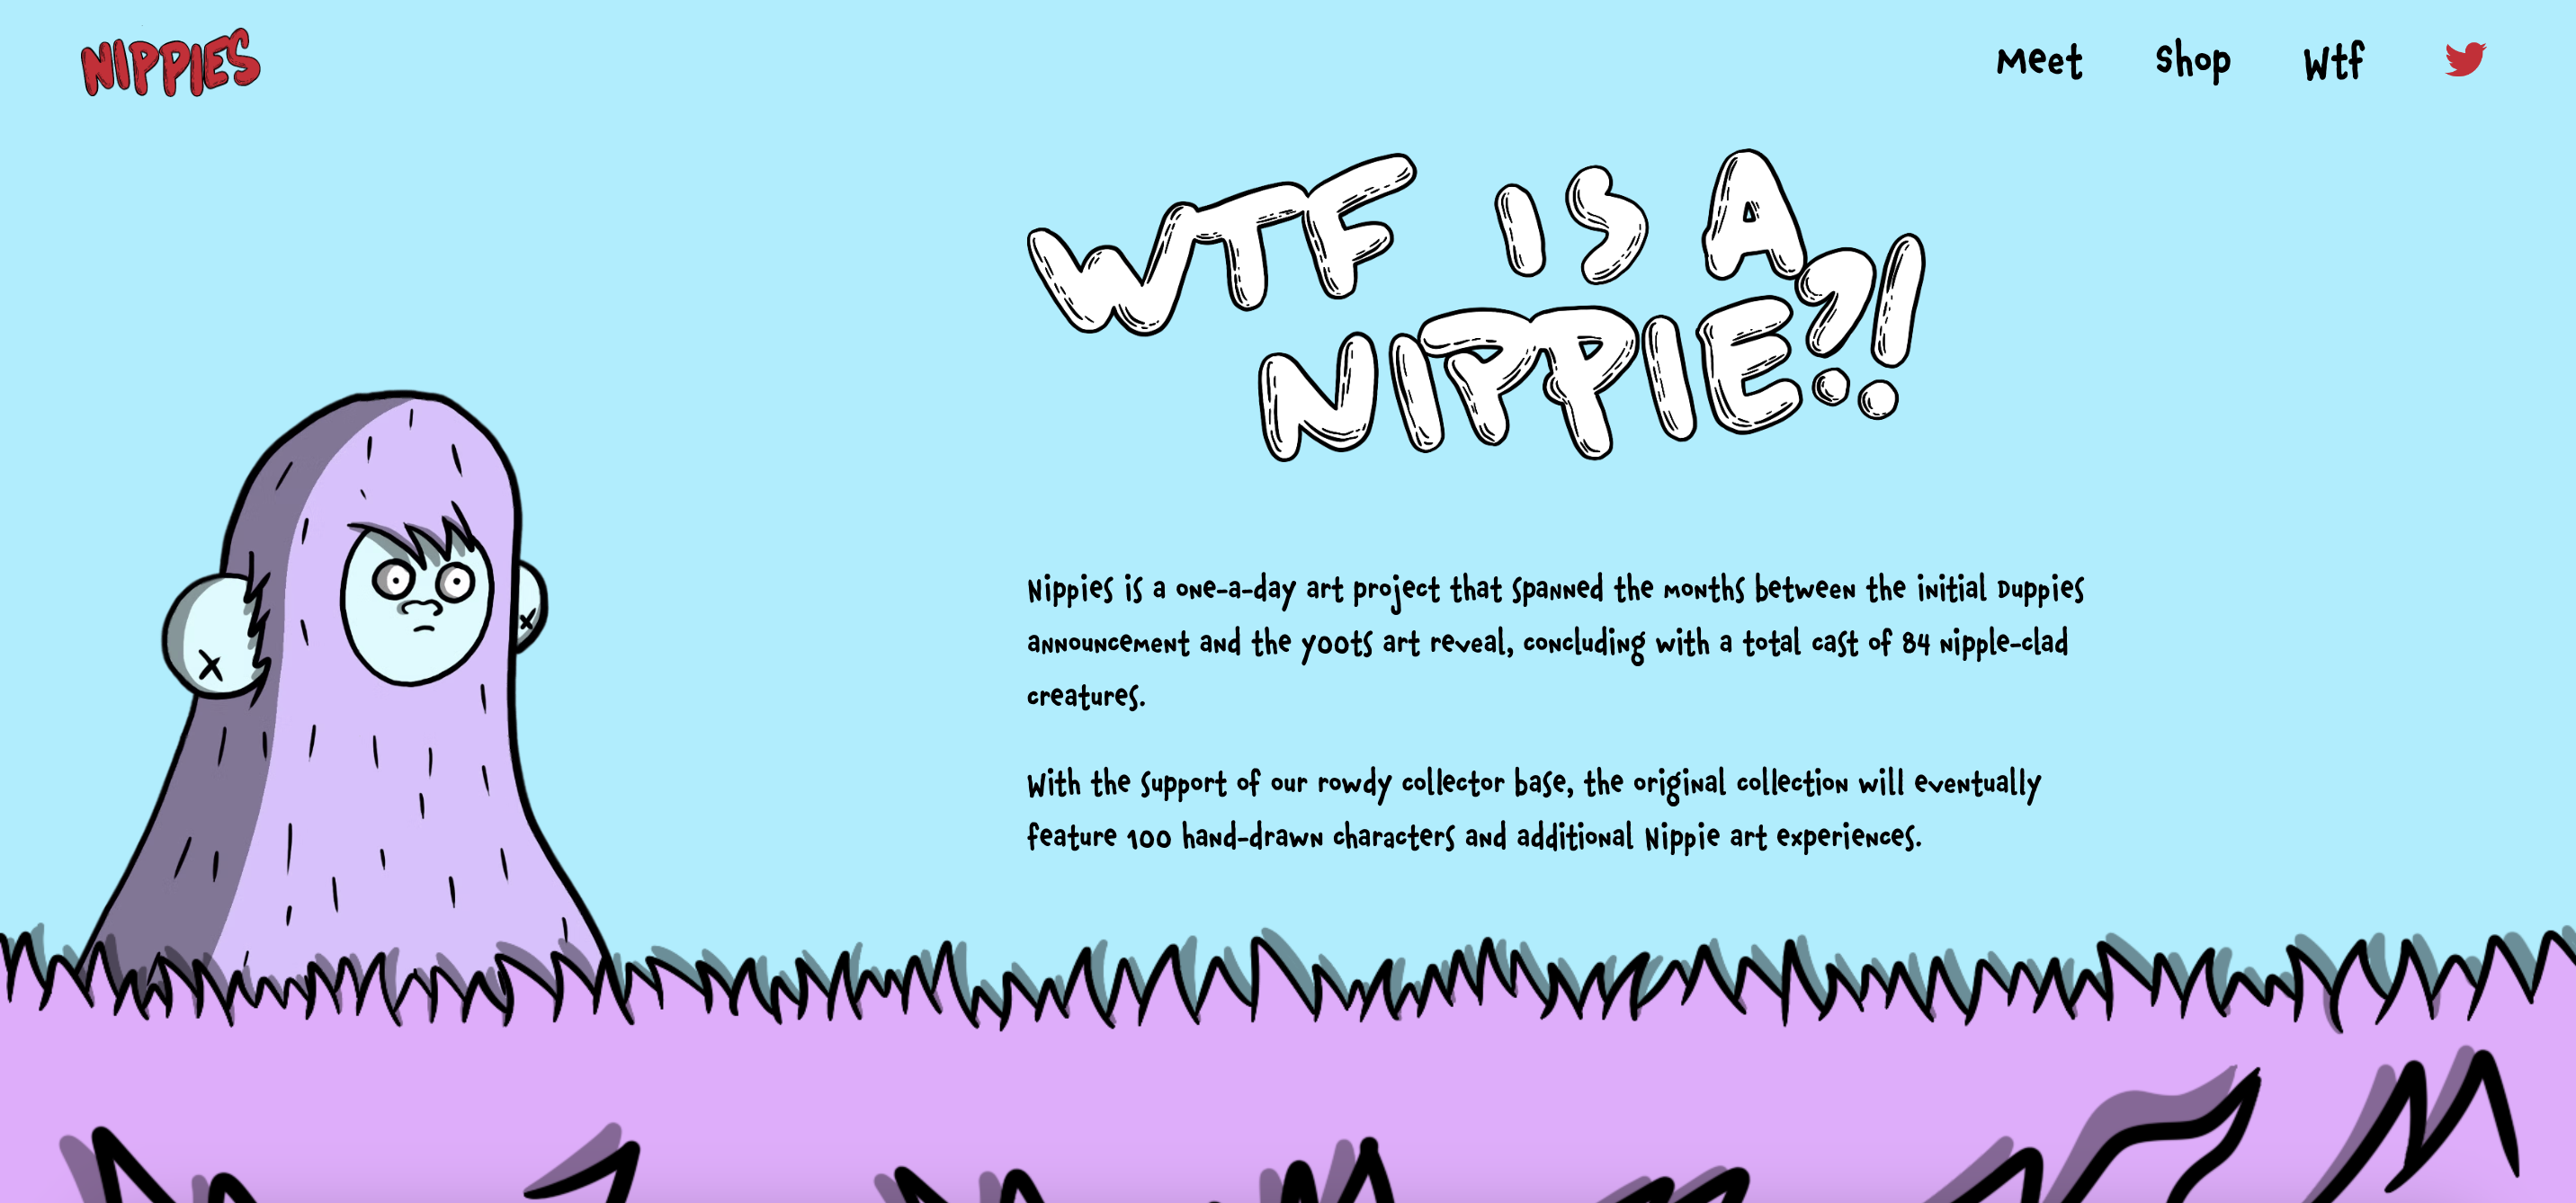 NIPPIES
Meet Shop Wtf
WTF IS A
NIPPIE?!
Nippies is a one-a-day art project that spanned the months between the initial Duppies
announcement and the yoots art reveal, concluding with a total cast of 84 nipple-clad
creatures.
With the support of our rowdy collector base, the original collection will eventually
feature 100 hand-drawn characters and additional Nippie art experiences.